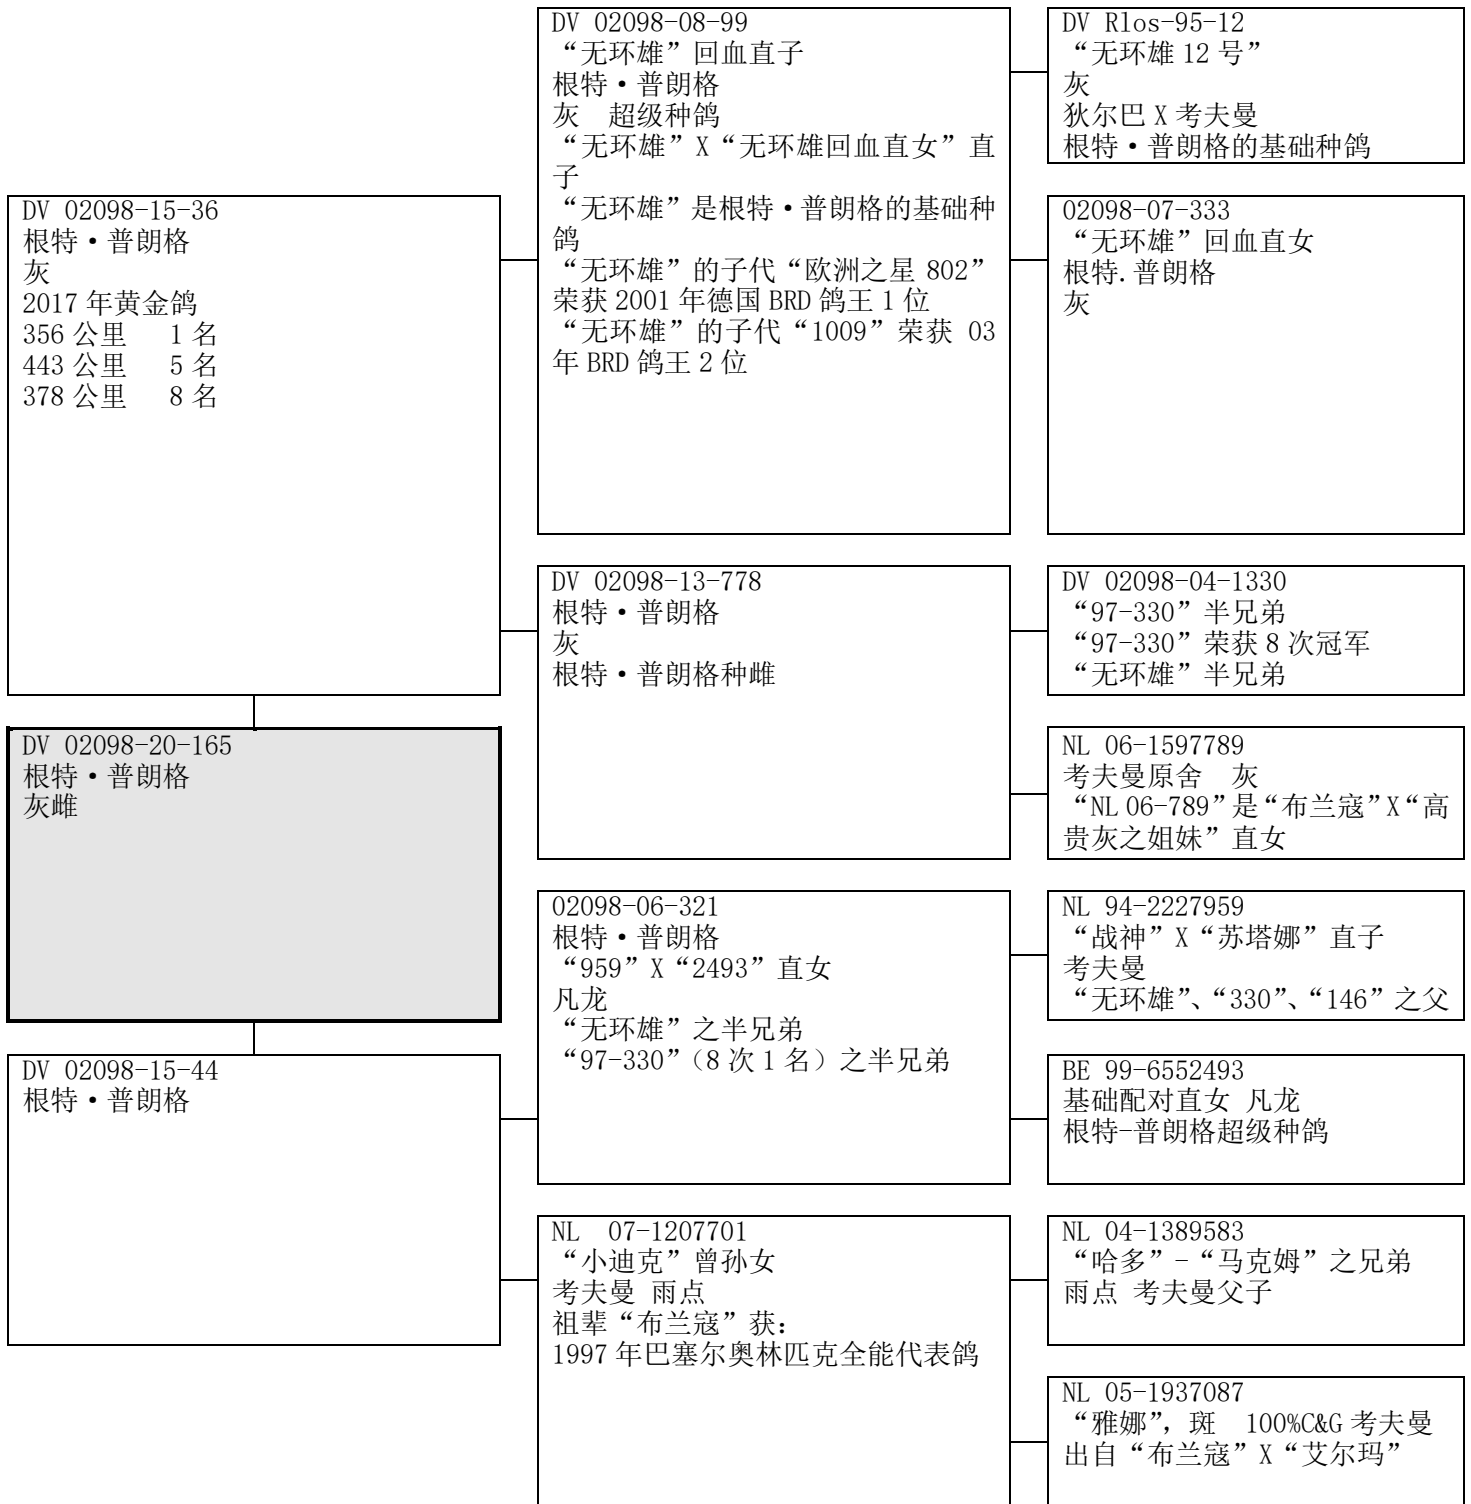 DV 02098-08-99
“无环雄”回血直子
根特·普朗格
灰 超级种鸽
“无环雄”X“无环雄回血直女”直
子
“无环雄”是根特·普朗格的基础种
鸽
“无环雄”的子代“欧洲之星 802”
荣获 2001 年德国 BRD 鸽王 1 位
“无环雄”的子代“1009”荣获 03
年 BRD 鸽王 2 位
DV Rlos-95-12
“无环雄 12 号”
灰
狄尔巴 X 考夫曼
根特·普朗格的基础种鸽
DV 02098-15-36
根特·普朗格
灰
2017 年黄金鸽
356 公里 1 名
443 公里 5 名
378 公里 8 名
02098-07-333
“无环雄”回血直女
根特.普朗格
灰
DV 02098-13-778
根特·普朗格
灰
根特·普朗格种雌
DV 02098-04-1330
“97-330”半兄弟
“97-330”荣获 8 次冠军
“无环雄”半兄弟
DV 02098-20-165
根特·普朗格
灰雌
NL 06-1597789
考夫曼原舍 灰
“NL 06-789”是“布兰寇”X“高
贵灰之姐妹”直女
02098-06-321
根特·普朗格
“959”X“2493”直女
凡龙
“无环雄”之半兄弟
“97-330”（8 次 1 名）之半兄弟
NL 94-2227959
“战神”X“苏塔娜”直子
考夫曼
“无环雄”、“330”、“146”之父
DV 02098-15-44
根特·普朗格
BE 99-6552493
基础配对直女 凡龙
根特-普朗格超级种鸽
NL 07-1207701
“小迪克”曾孙女
考夫曼 雨点
祖辈“布兰寇”获：
1997 年巴塞尔奥林匹克全能代表鸽
NL 04-1389583
“哈多”-“马克姆”之兄弟
雨点 考夫曼父子
NL 05-1937087
“雅娜”，斑 100%C&G 考夫曼
出自“布兰寇”X“艾尔玛”